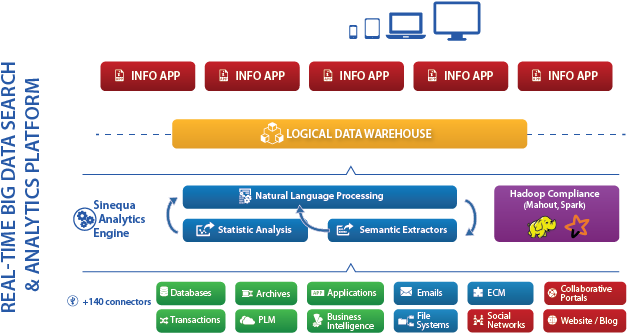 REAL-TIME BIG DATA SEARCH
& ANALYTICS PLATFORM
INFO APP
INFO APP
INFO APP
INFO APP
INFO APP
LOGICAL DATA WAREHOUSE
Sinequa
Analytics
Engine
Natural Language Processing
Statistic Analysis
Semantic Extractors
Hadoop Compliance
(Mahout, Spark)
+140 connectors
Databases
Archives
Applications
Emails
ECM
Collaborative
Portals
Transactions
PLM
Business
Intelligence
File
Systems
Social
Networks
Website / Blog